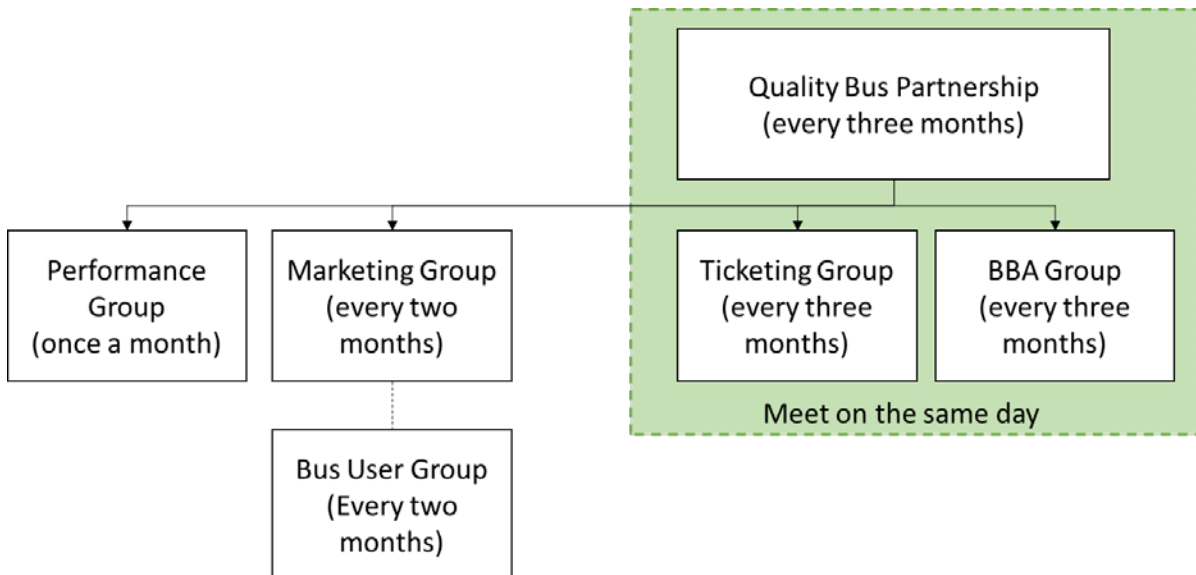 Quality Bus Partnership
(every three months)
Performance
Group
(once a month)
Marketing Group
(every two
months)
Ticketing Group
(every three
months)
BBA Group
(every three
months)
Meet on the same day
Bus User Group
(Every two
months)